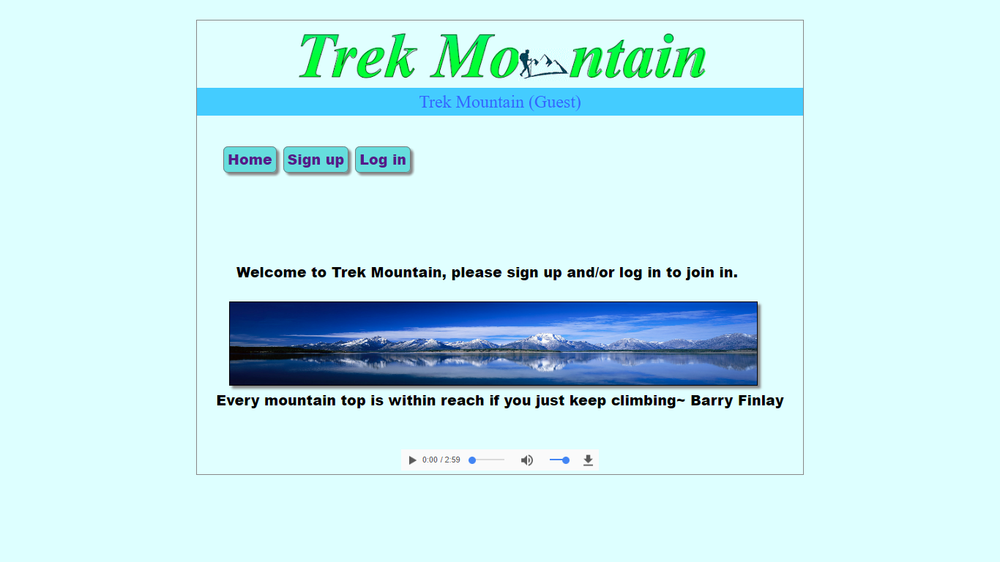 Trek Mountain
Trek Mountain (Guest)
Home Sign up Log in
Welcome to Trek Mountain, please sign up and/or log in to join in.
Every mountain top is within reach if you just keep climbing~ Barry Finlay
0:00 / 2:59